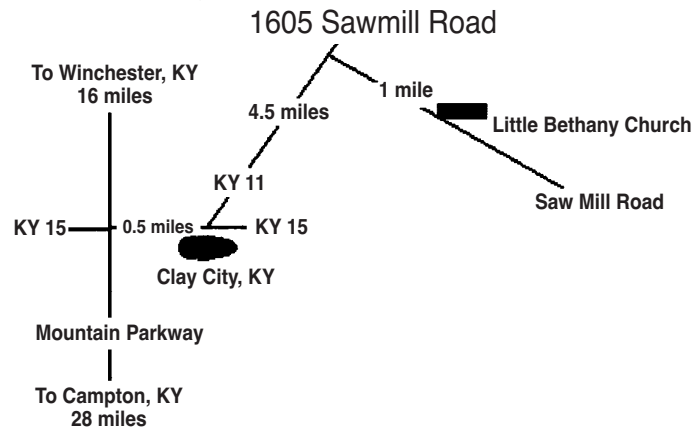 1605 Sawmill Road
To Winchester, KY
16 miles
1 mile
4.5 miles
Little Bethany Church
KY 11
Saw Mill Road
KY 15
0.5 miles
KY 15
Clay City, KY
Mountain Parkway
To Campton, KY
28 miles